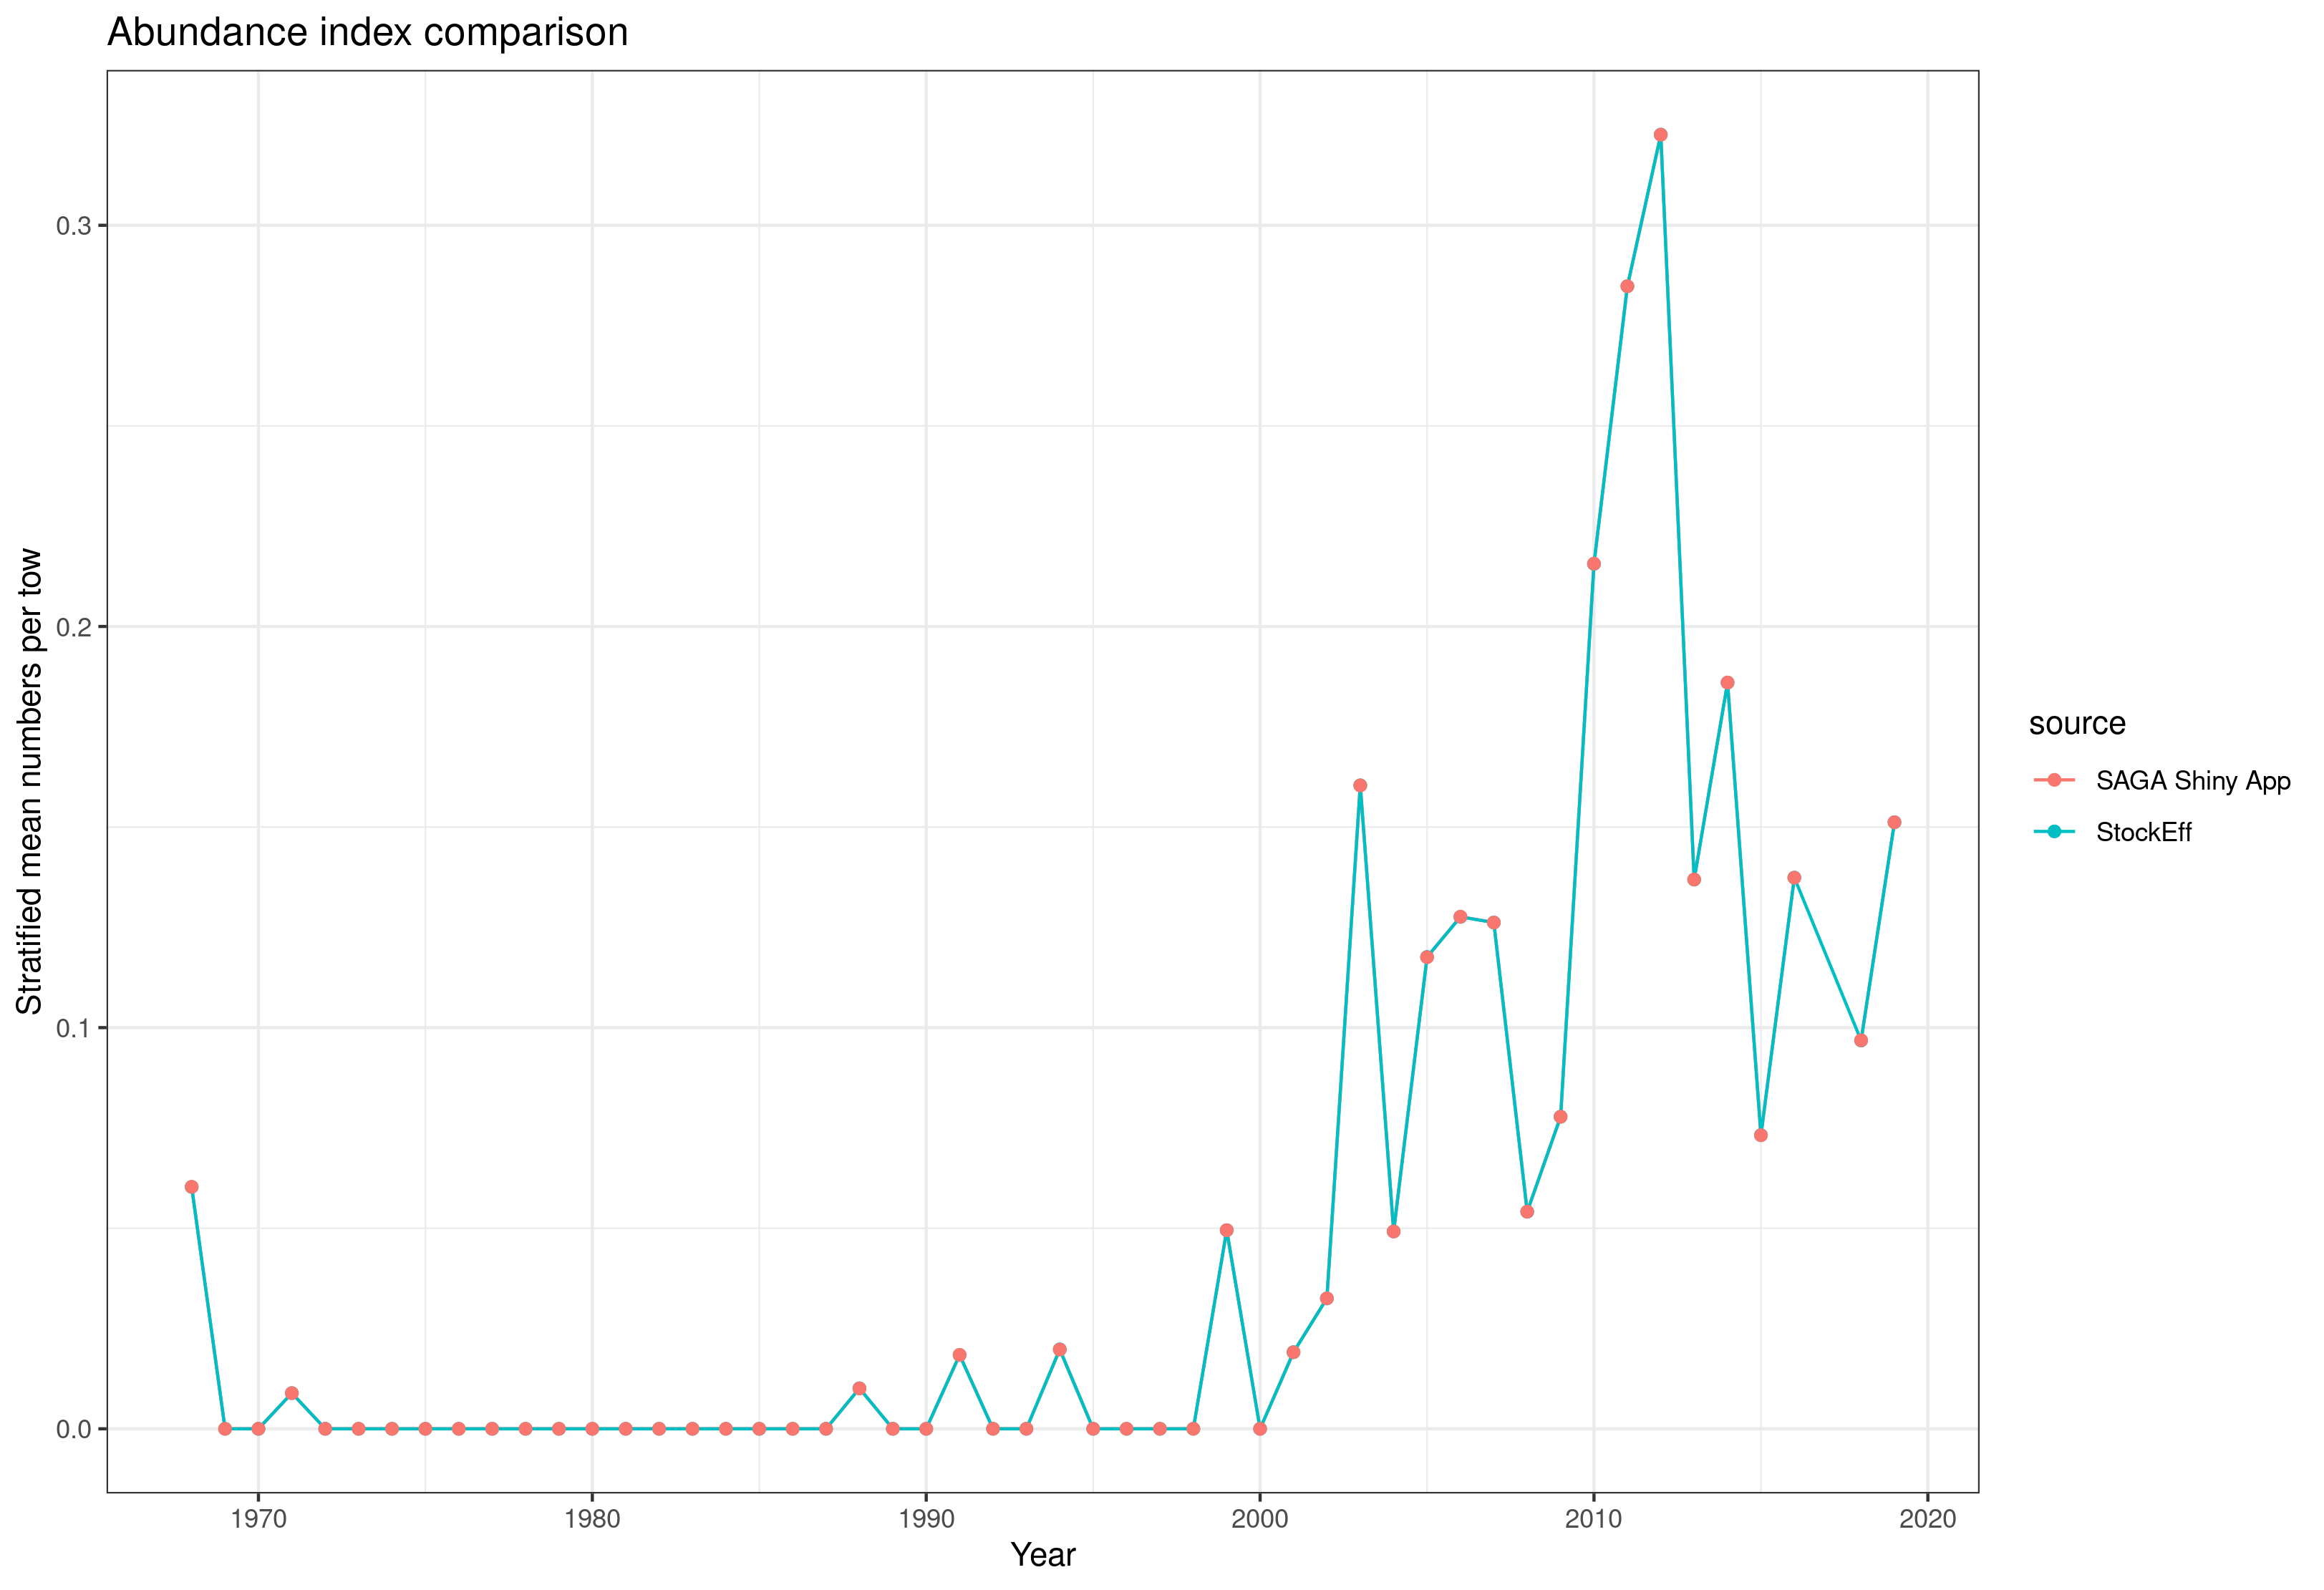 Abundance index comparison
Stratified mean numbers per tow
0.3
0.2
0.1
0.0
1970 1980 1990 2000 2010 2020
Year
source
SAGA Shiny App
StockEff